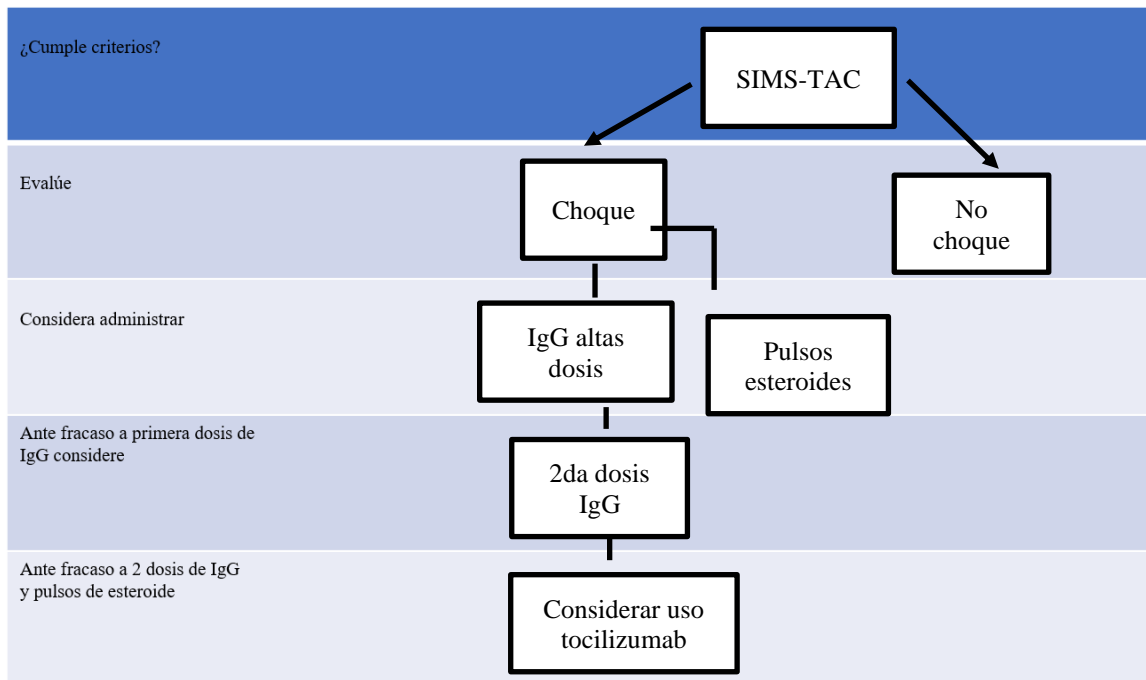 ¿Cumple criterios?
SIMS-TAC
Evalúe
Choque
No
choque
Considera administrar
IgG altas
dosis
Pulsos
esteroides
Ante fracaso a primera dosis de
IgG considere
2da dosis
IgG
Ante fracaso a 2 dosis de IgG
y pulsos de esteroide
Considerar uso
tocilizumab